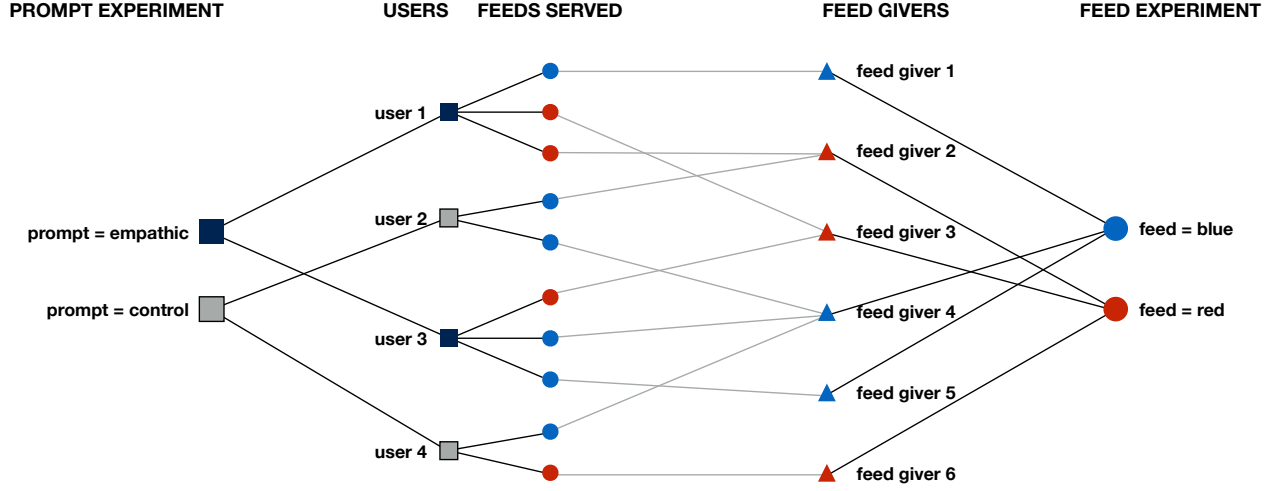 PROMPT EXPERIMENT USERS FEEDS SERVED FEED GIVERS FEED EXPERIMENT
feed giver 1
user 1
feed giver 2
user 2
prompt = empathic feed giver 3 feed = blue
prompt = control feed giver 4 feed = red
user 3
feed giver 5
user 4
feed giver 6